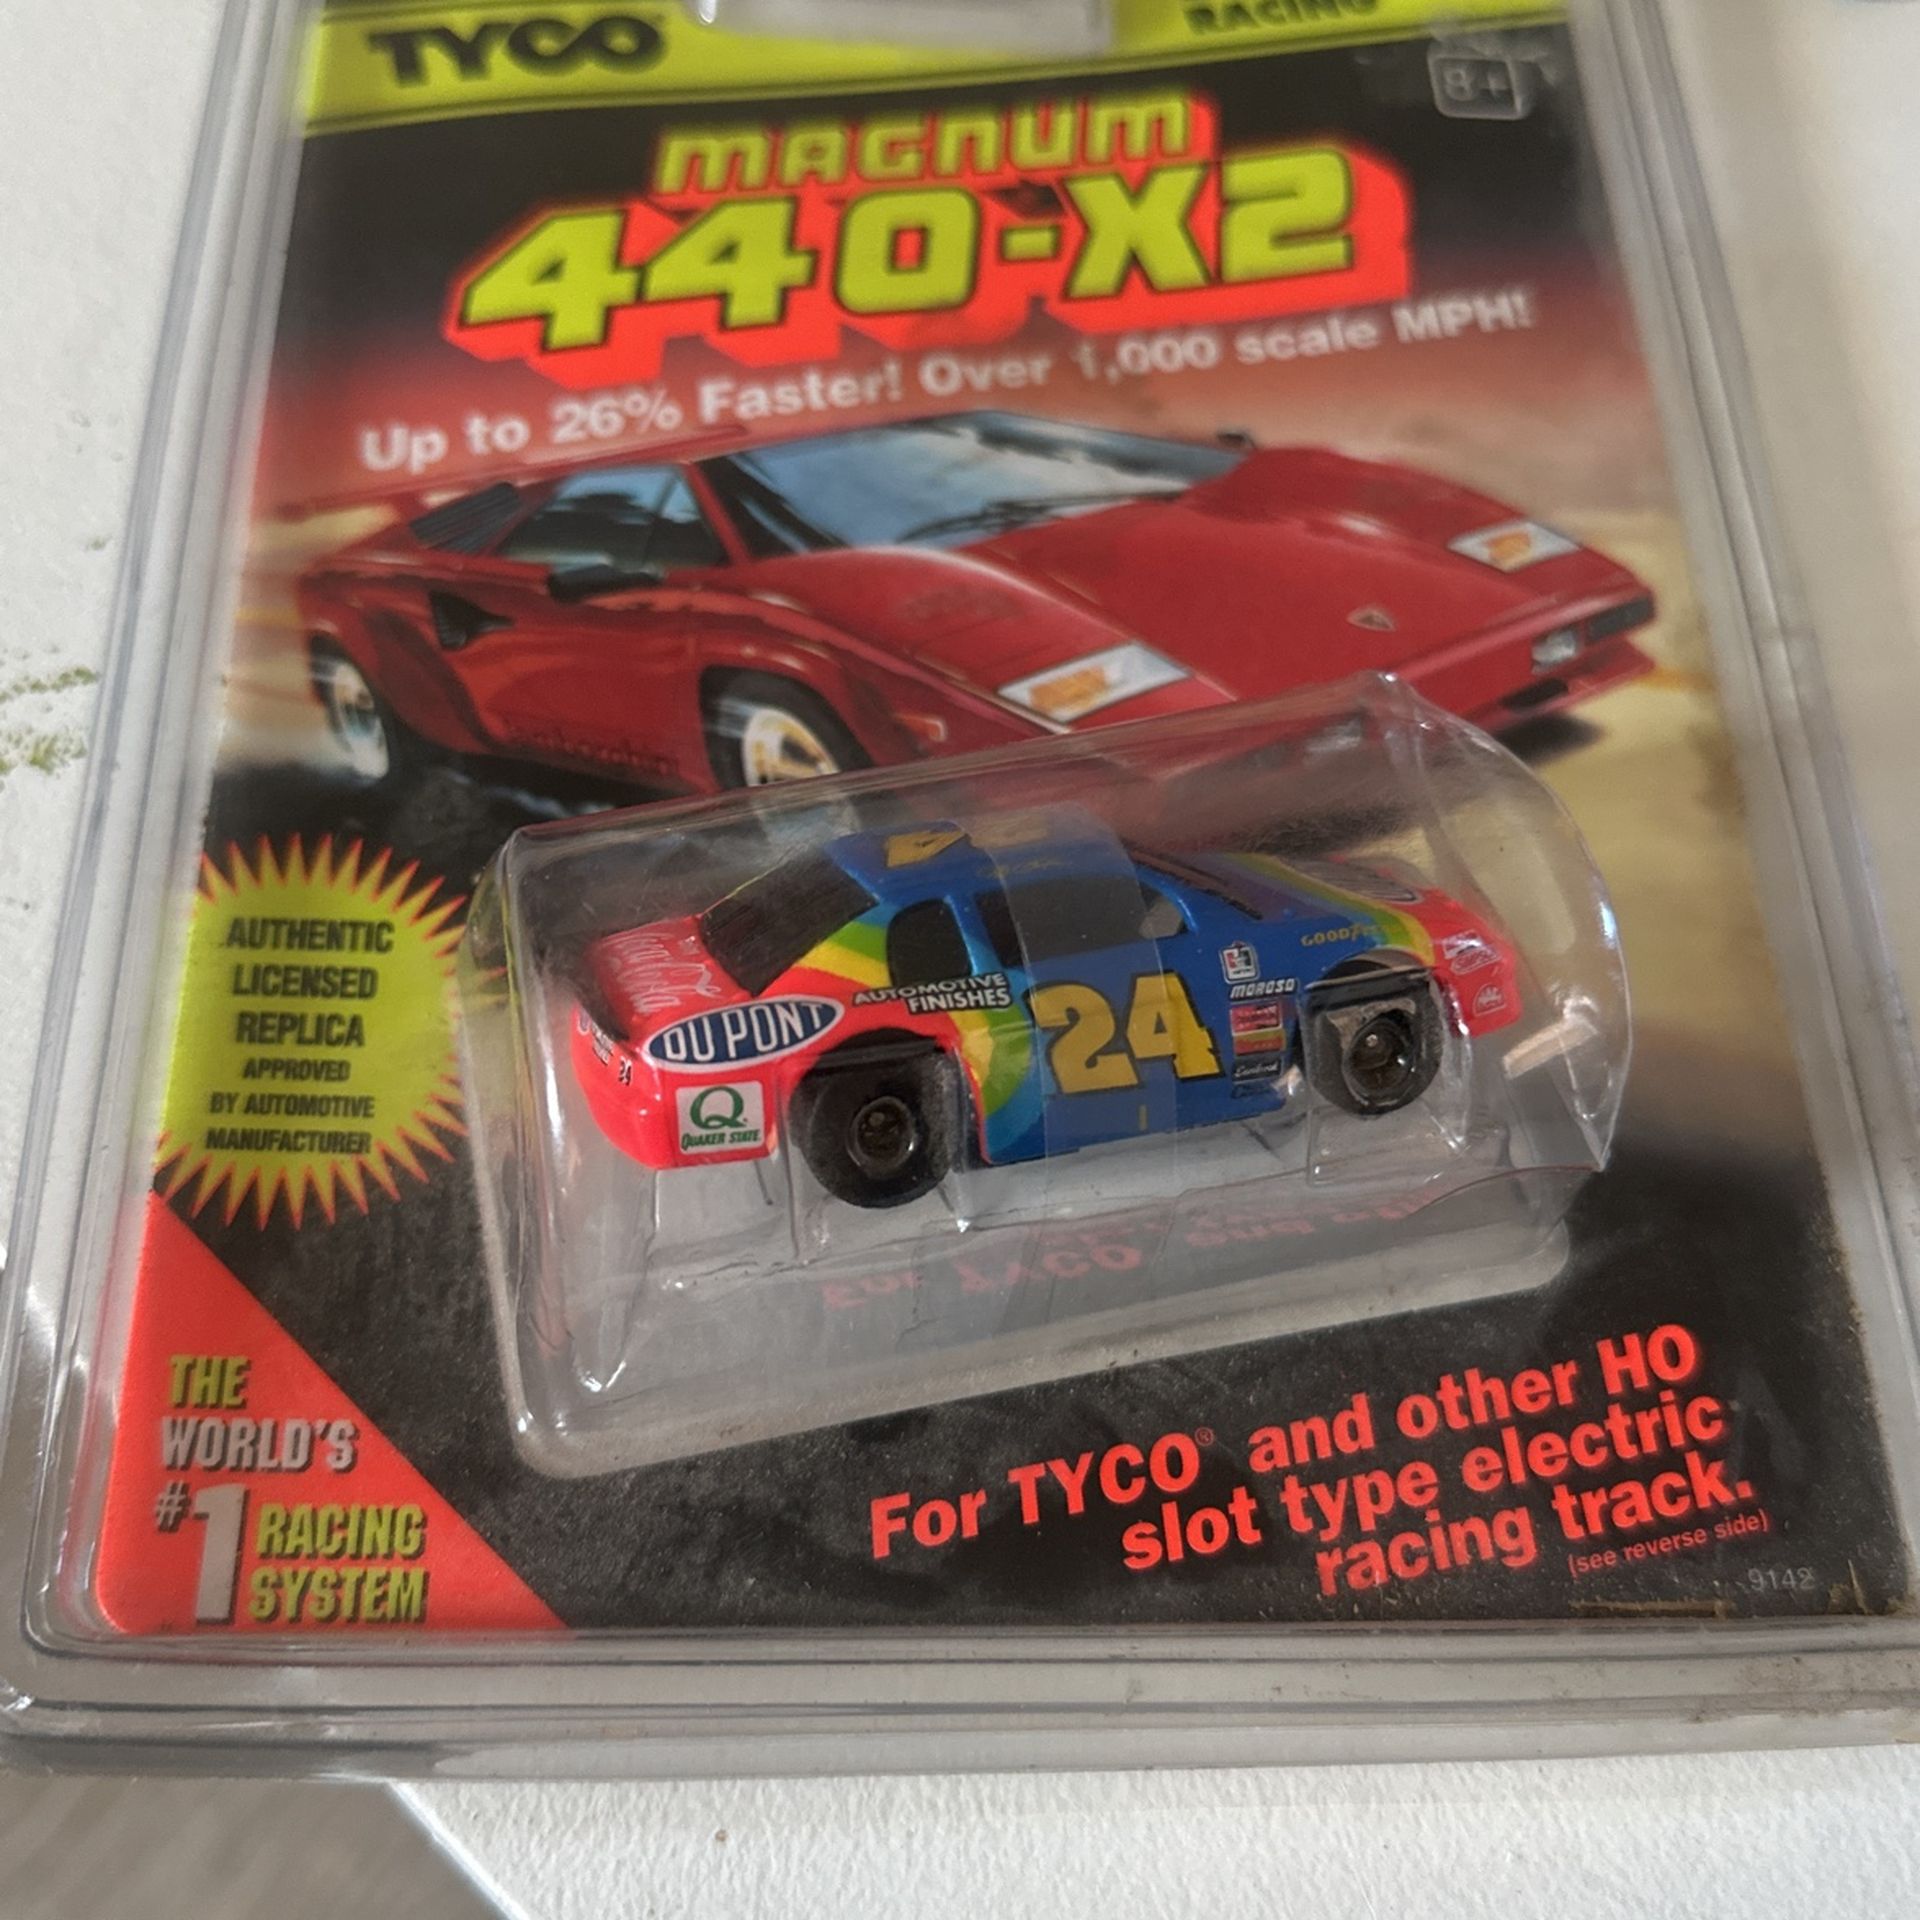 TYCO
RACING
8+
MAGNUM
440-X2
Up to 26% Faster! Over 1,000 scale MPH!
AUTHENTIC
LICENSED
REPLICA
APPROVED
BY AUTOMOTIVE
MANUFACTURER
DU PONT
AUTOMOTIVE
FINISHES
24
MOROSO
GOODYEAR
Q
QUAKER STATE
24
THE
WORLD'S
#1 RACING
SYSTEM
For TYCO® and other HO
slot type electric
racing track.
(see reverse side)
9142